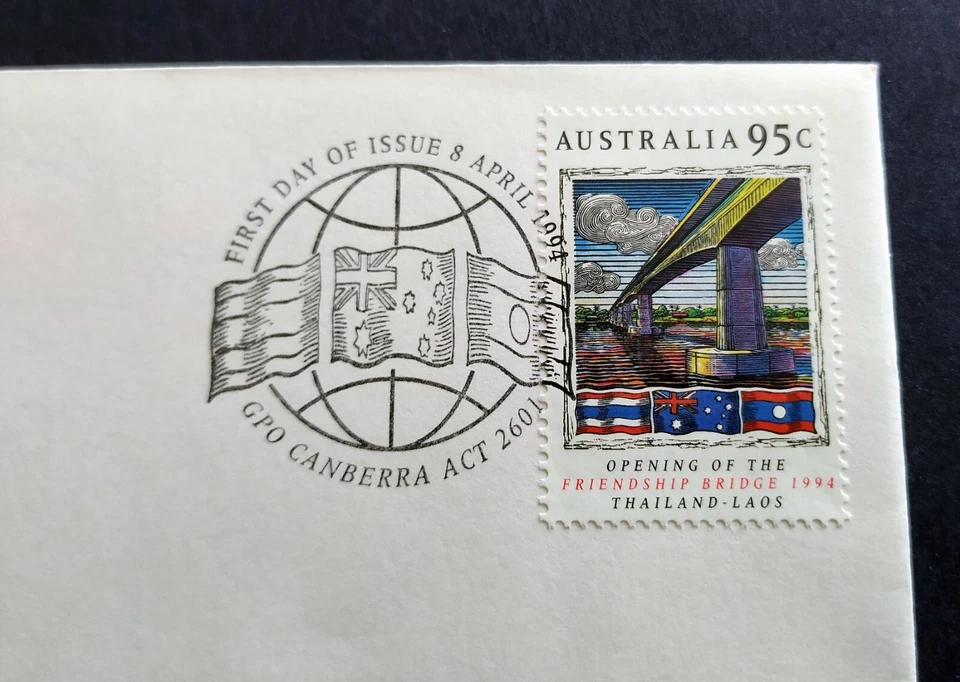 FIRST DAY OF ISSUE 8 APRIL 1994
GPO CANBERRA ACT 2601
AUSTRALIA 95C
OPENING OF THE
FRIENDSHIP BRIDGE 1994
THAILAND-LAOS